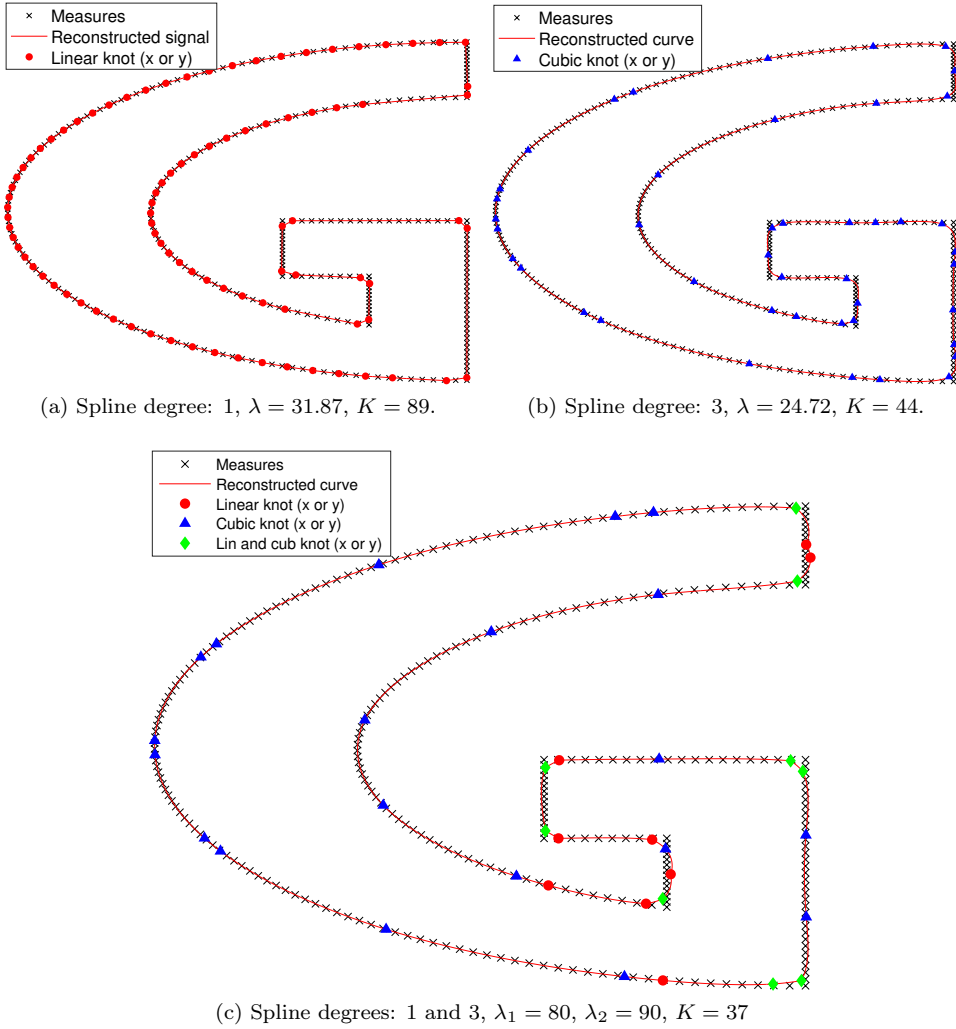 Measures
Reconstructed signal
Linear knot (x or y)
Measures
Reconstructed curve
Cubic knot (x or y)
(a) Spline degree: 1, λ = 31.87, K = 89.
(b) Spline degree: 3, λ = 24.72, K = 44.
Measures
Reconstructed curve
Linear knot (x or y)
Cubic knot (x or y)
Lin and cub knot (x or y)
(c) Spline degrees: 1 and 3, λ₁ = 80, λ₂ = 90, K = 37